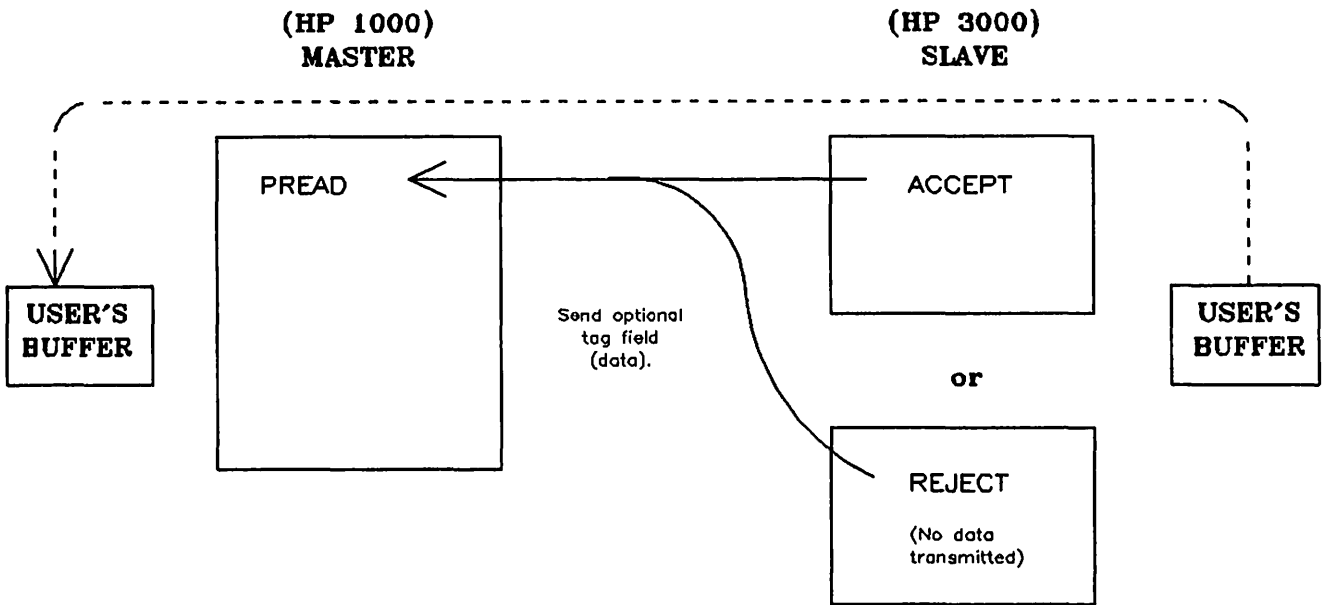 (HP 1000)
MASTER
(HP 3000)
SLAVE
PREAD
ACCEPT
USER'S
BUFFER
Send optional
tag field
(data).
USER'S
BUFFER
or
REJECT
(No data
transmitted)